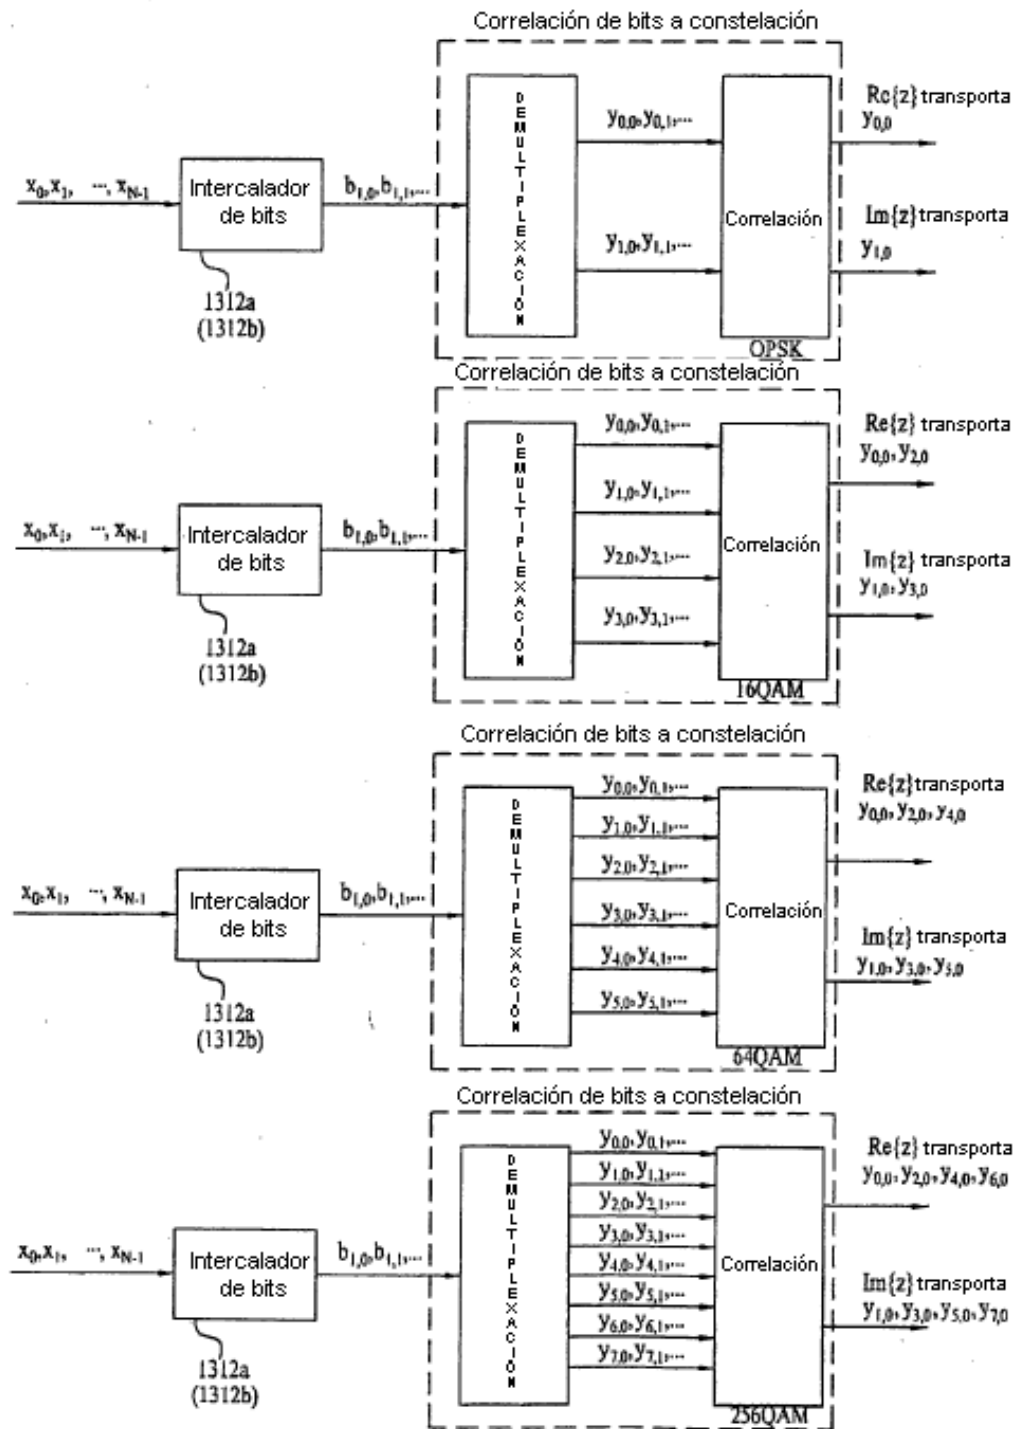 Correlación de bits a constelación
x0,x1, ..., xN-1
Intercalador
de bits
1312a
(1312b)
b1,0,b1,1,...
DEMULTIPLEXACIÓN
y0,0,y0,1,...
y1,0,y1,1,...
Correlación
OPSK
Rc{z} transporta
y0,0
Im{z} transporta
y1,0
Correlación de bits a constelación
x0,x1, ..., xN-1
Intercalador
de bits
1312a
(1312b)
b1,0,b1,1,...
DEMULTIPLEXACIÓN
y0,0,y0,1,...
y1,0,y1,1,...
y2,0,y2,1,...
y3,0,y3,1,...
Correlación
16QAM
Re{z} transporta
y0,0,y2,0
Im{z} transporta
y1,0,y3,0
Correlación de bits a constelación
x0,x1, ..., xN-1
Intercalador
de bits
1312a
(1312b)
b1,0,b1,1,...
DEMULTIPLEXACIÓN
y0,0,y0,1,...
y1,0,y1,1,...
y2,0,y2,1,...
y3,0,y3,1,...
y4,0,y4,1,...
y5,0,y5,1,...
Correlación
64QAM
Re{z} transporta
y0,0,y2,0,y4,0
Im{z} transporta
y1,0,y3,0,y5,0
Correlación de bits a constelación
x0,x1, ..., xN-1
Intercalador
de bits
1312a
(1312b)
b1,0,b1,1,...
DEMULTIPLEXACIÓN
y0,0,y0,1,...
y1,0,y1,1,...
y2,0,y2,1,...
y3,0,y3,1,...
y4,0,y4,1,...
y5,0,y5,1,...
y6,0,y6,1,...
y7,0,y7,1,...
Correlación
256QAM
Re{z} transporta
y0,0,y2,0,y4,0,y6,0
Im{z} transporta
y1,0,y3,0,y5,0,y7,0